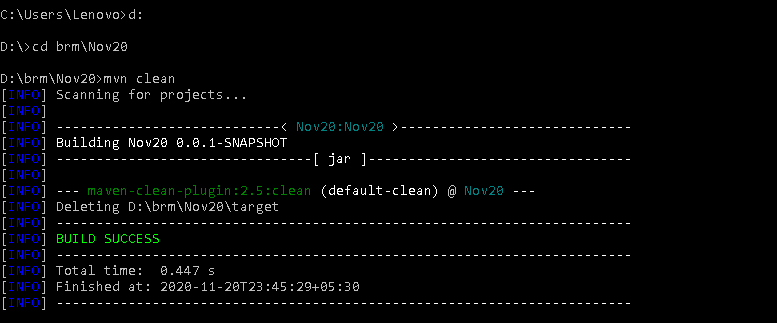 C:\Users\Lenovo>d:
D:\>cd brm\Nov20
D:\brm\Nov20>mvn clean
[INFO] Scanning for projects...
[INFO]
[INFO] ----------------------------< Nov20:Nov20 >-----------------------------
[INFO] Building Nov20 0.0.1-SNAPSHOT
[INFO] --------------------------------[ jar ]---------------------------------
[INFO]
[INFO] --- maven-clean-plugin:2.5:clean (default-clean) @ Nov20 ---
[INFO] Deleting D:\brm\Nov20\target
[INFO] ------------------------------------------------------------------------
[INFO] BUILD SUCCESS
[INFO] ------------------------------------------------------------------------
[INFO] Total time:  0.447 s
[INFO] Finished at: 2020-11-20T23:45:29+05:30
[INFO] ------------------------------------------------------------------------